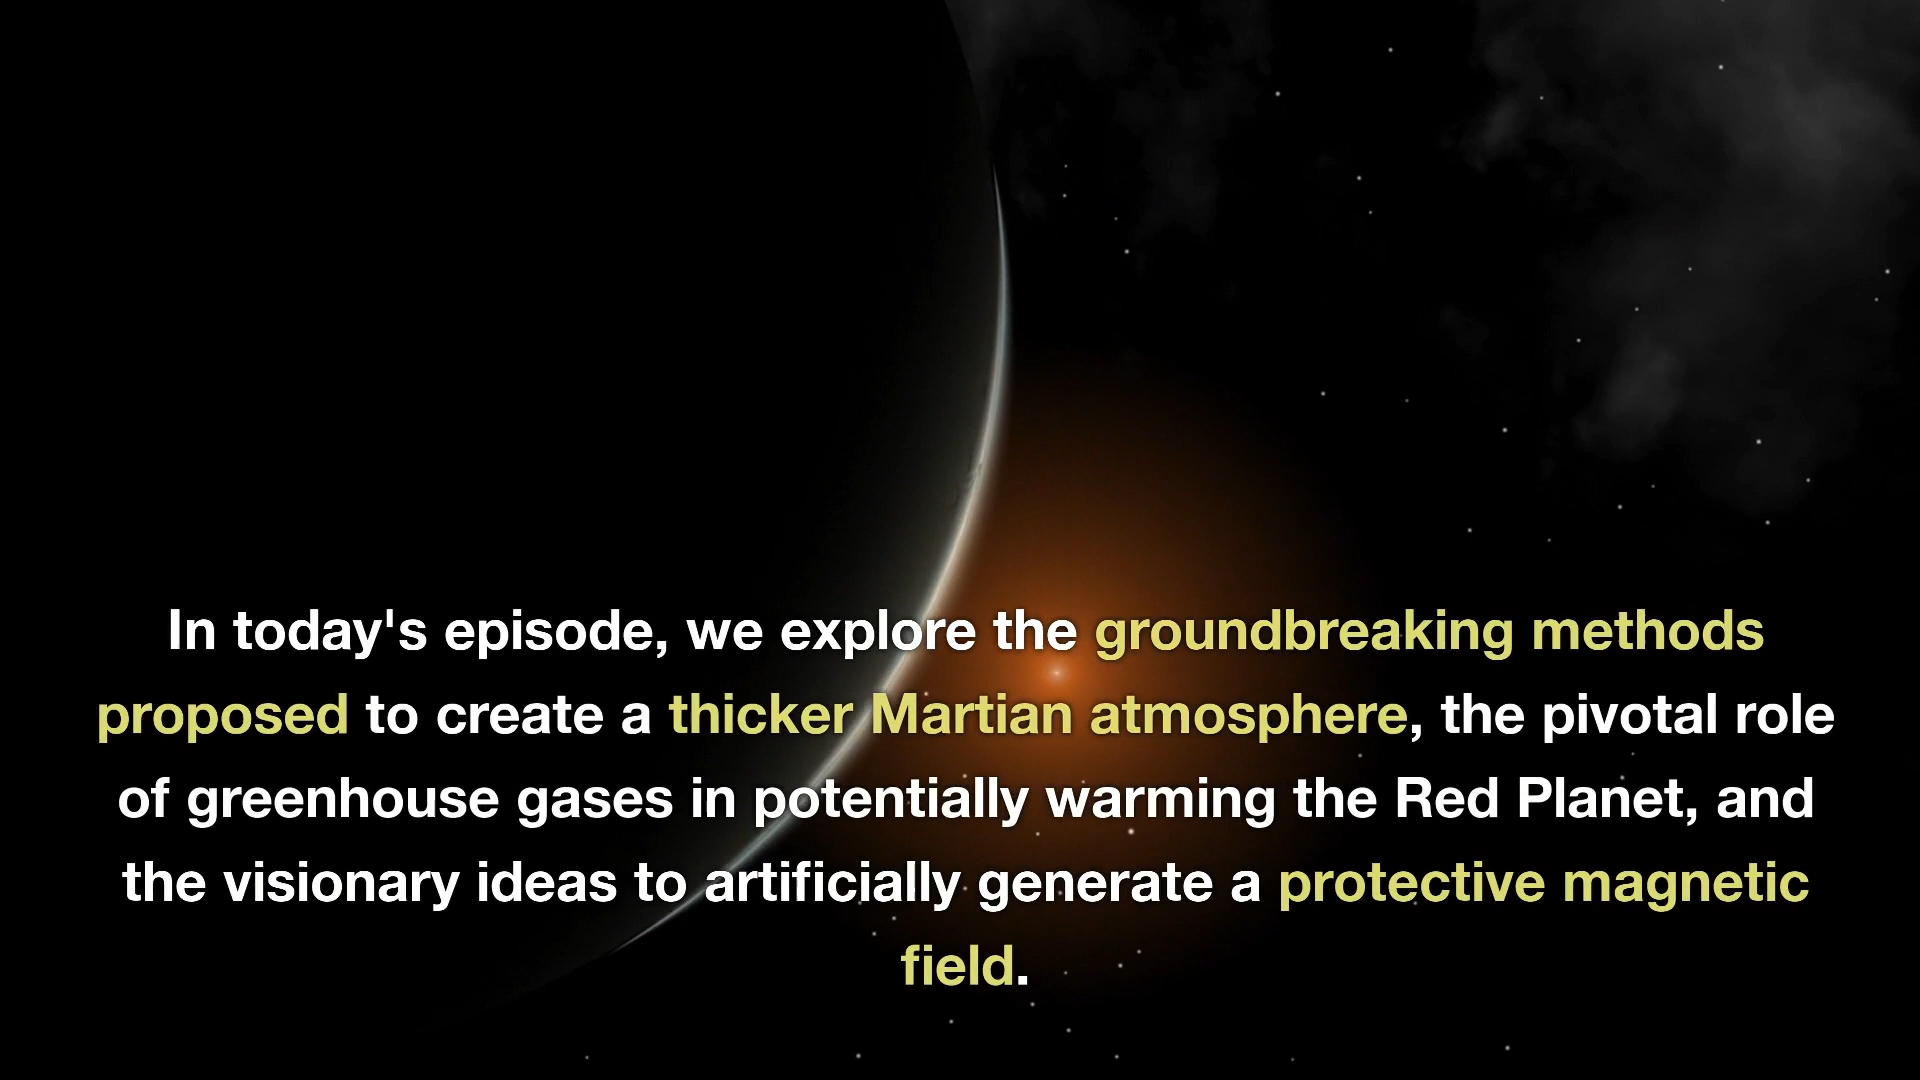 In today's episode, we explore the groundbreaking methods
proposed to create a thicker Martian atmosphere, the pivotal role
of greenhouse gases in potentially warming the Red Planet, and
the visionary ideas to artificially generate a protective magnetic
field.